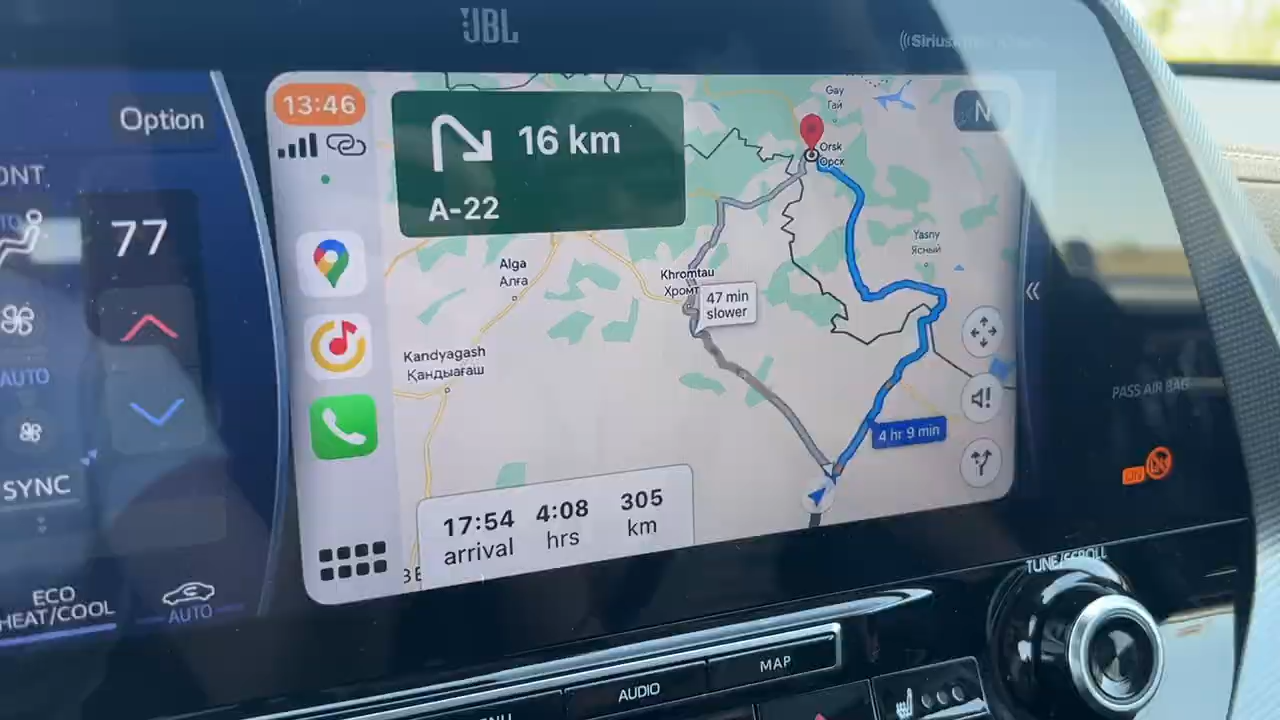 JBL
Option
77
AUTO
SYNC
ECO
HEAT/COOL
AUTO
13:46
16 km
A-22
N
Gay
Гай
Orsk
Орск
Yasny
Ясный
Alga
Алға
Khromtau
47 min
slower
Kandyagash
Қандыағаш
4 hr 9 min
17:54 4:08 305
arrival hrs km
PASS AIR BAG
TUNE/SCROLL
AUDIO
MAP